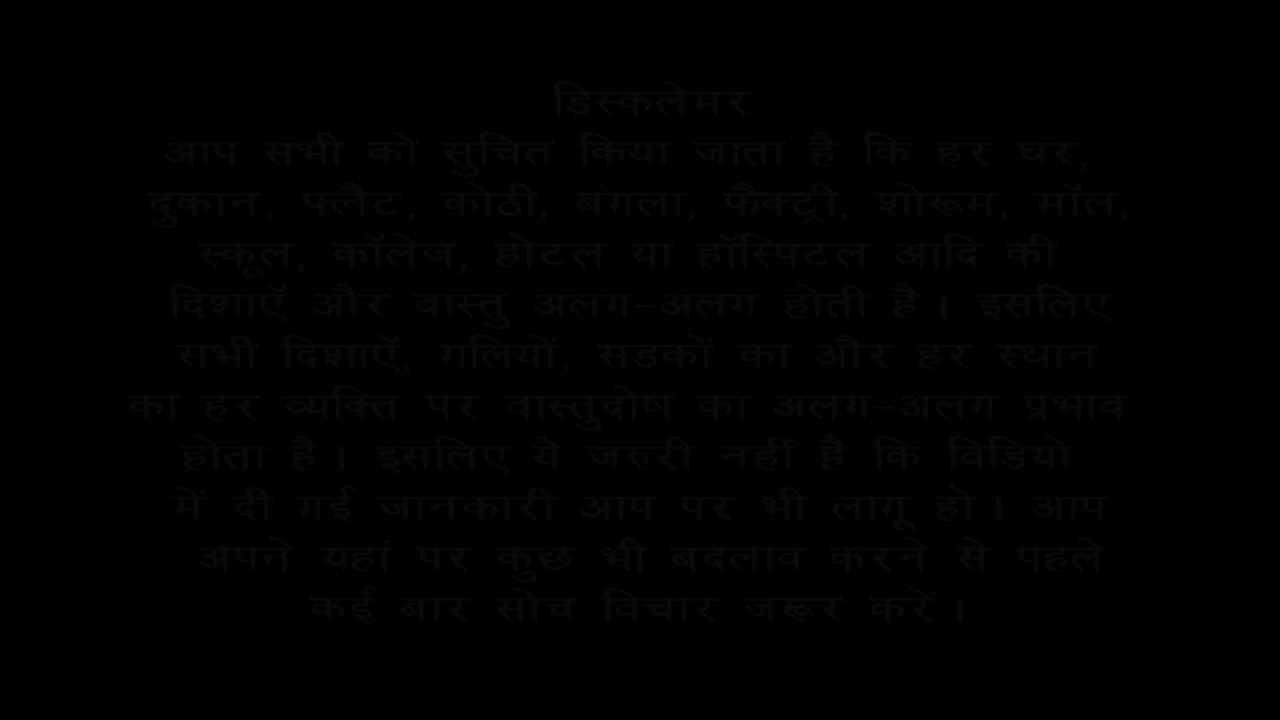 डिस्कलेमर
आप सभी को सुचित किया जाता है कि हर घर,
दुकान, फ्लैट, कोठी, बंगला, फैक्ट्री, शोरूम, मॉल,
स्कूल, कॉलेज, होटल या हॉस्पिटल आदि की
दिशाऍ और वास्तु अलग-अलग होती है। इसलिए
सभी दिशाऍ, गलियों, सडकों का और हर स्थान
का हर व्यक्ति पर वास्तुदोष का अलग-अलग प्रभाव
होता है। इसलिए ये जरुरी नहीं है कि विडियो
में दी गई जानकारी आप पर भी लागू हो। आप
अपने यहां पर कुछ भी बदलाव करने से पहले
कई बार सोच विचार जरूर करें।